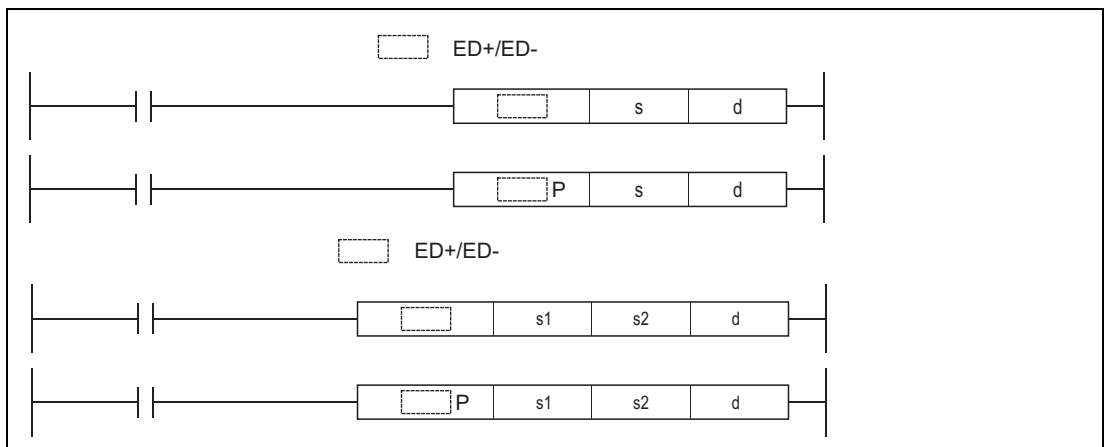 ED+/ED-
s d
P s d
ED+/ED-
s1 s2 d
P s1 s2 d